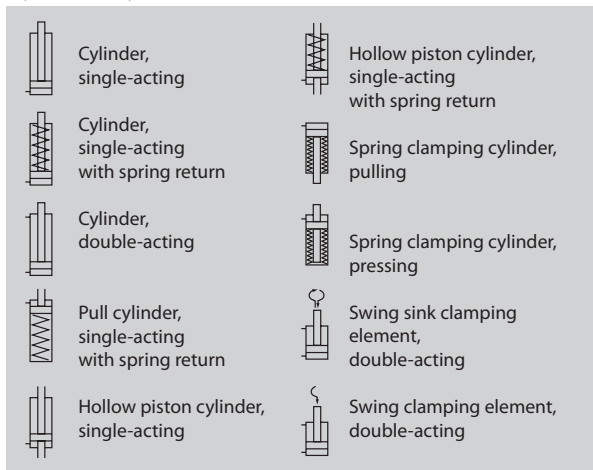 Cylinder,
single-acting
Cylinder,
single-acting
with spring return
Cylinder,
double-acting
Pull cylinder,
single-acting
with spring return
Hollow piston cylinder,
single-acting
Hollow piston cylinder,
single-acting
with spring return
Spring clamping cylinder,
pulling
Spring clamping cylinder,
pressing
Swing sink clamping
element,
double-acting
Swing clamping element,
double-acting